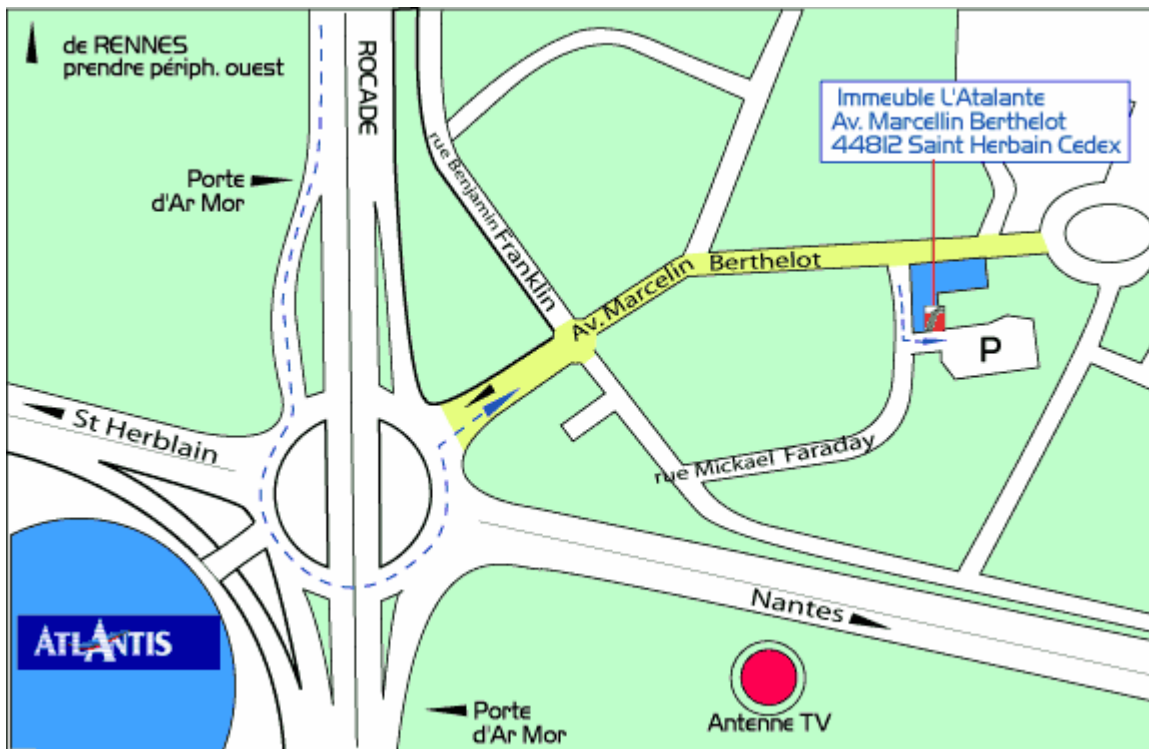 de RENNES
prendre périph. ouest
ROCADE
Immeuble L'Atalante
Av. Marcellin Berthelot
44812 Saint Herbain Cedex
Porte
d'Ar Mor
rue Benjamin Franklin
Av. Marcelin Berthelot
P
St Herblain
rue Mickael Faraday
Nantes
ATLANTIS
Antenne TV
Porte
d'Ar Mor